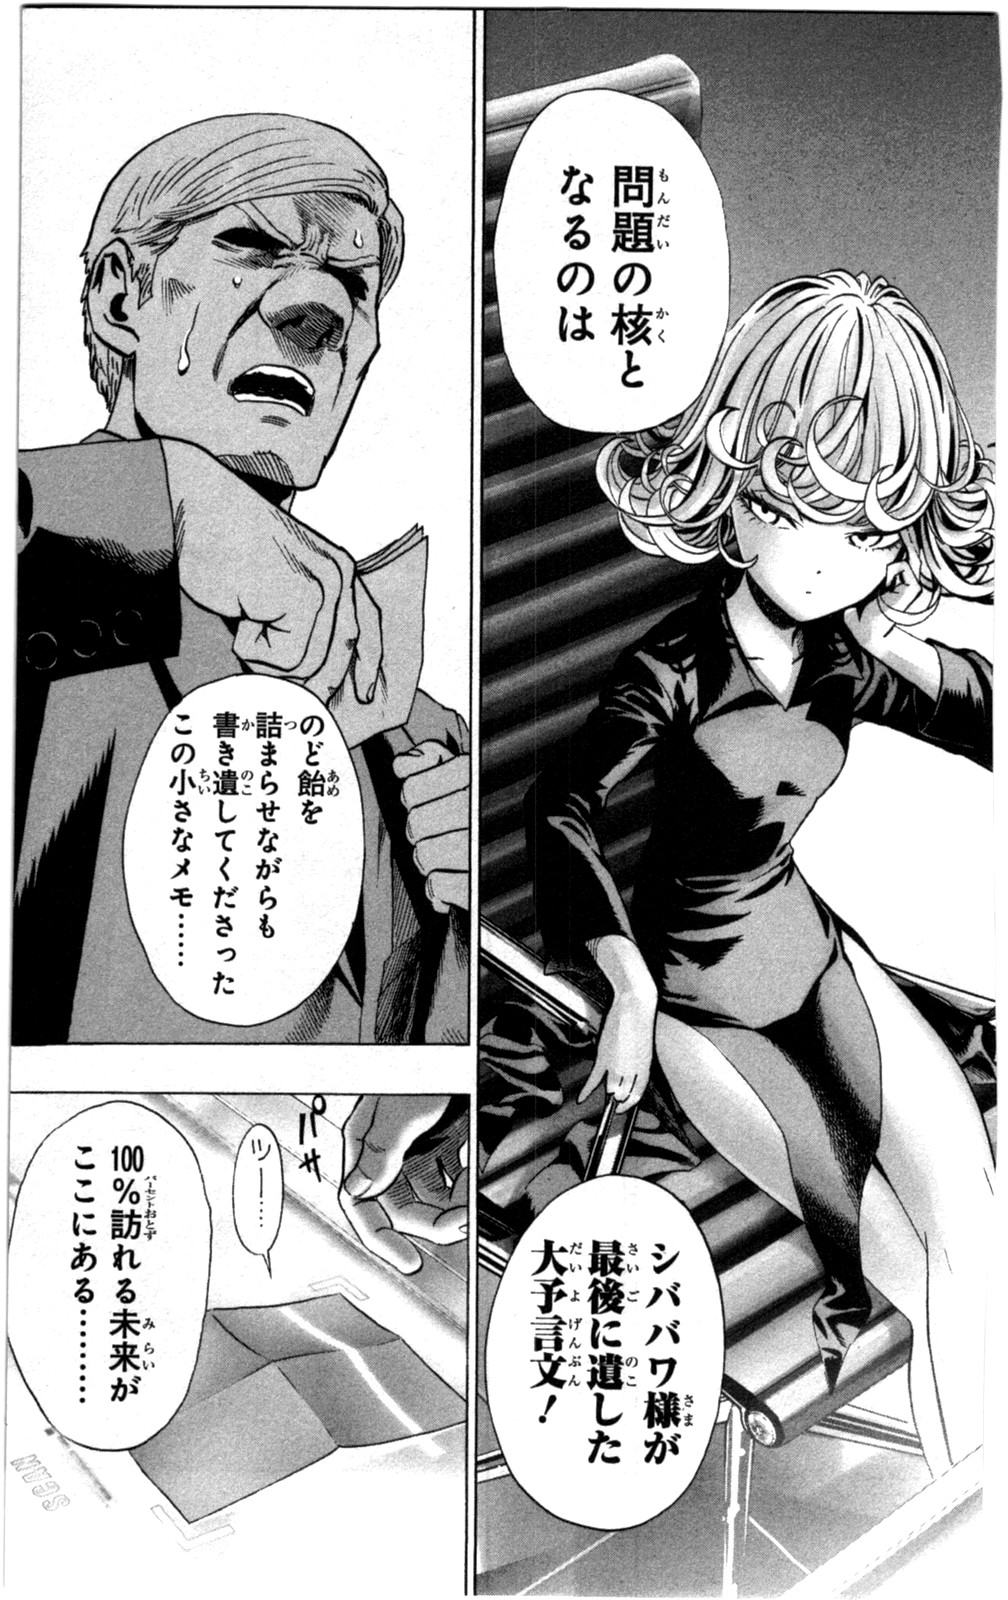 問題の核と
なるのは
シババワ様が
最後に遺した
大予言文!
のど飴を
詰まらせながらも
書き遺してくださった
この小さなメモ……
パサ
ツー……
100%訪れる未来が
ここにある………
SCAN